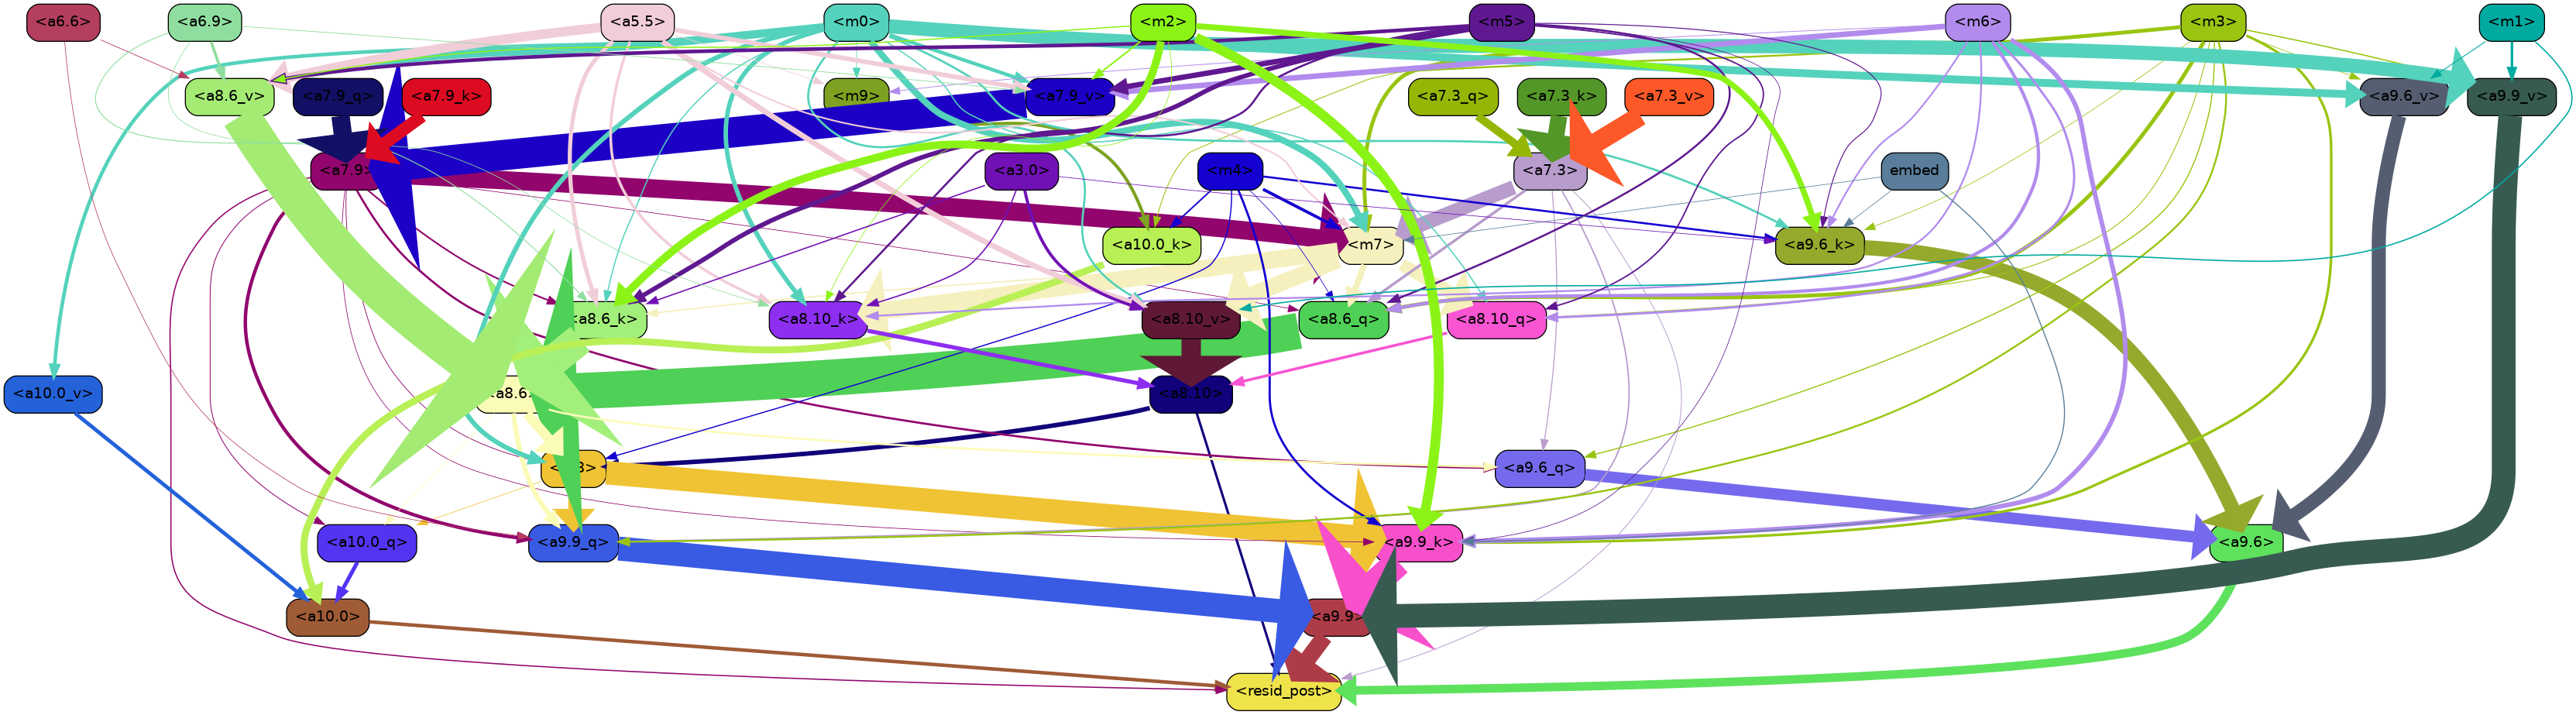 <a6.6> <a6.9> <a5.5> <m0> <m2> <m5> <m6> <m3> <m1>
<a8.6_v> <a7.9_q> <a7.9_k> <m9> <a7.9_v> <a7.3_q> <a7.3_k> <a7.3_v> <a9.6_v> <a9.9_v>
<a7.9> <a3.0> <m4> <a7.3> embed
<a10.0_k> <m7> <a9.6_k>
<a8.6_k> <a8.10_k> <a8.10_v> <a8.6_q> <a8.10_q>
<a10.0_v> <a8.6> <a8.10>
<a9.6_q>
<a10.0_q> <a9.9_q> <a9.9_k> <a9.6>
<a10.0> <a9.9>
<resid_post>